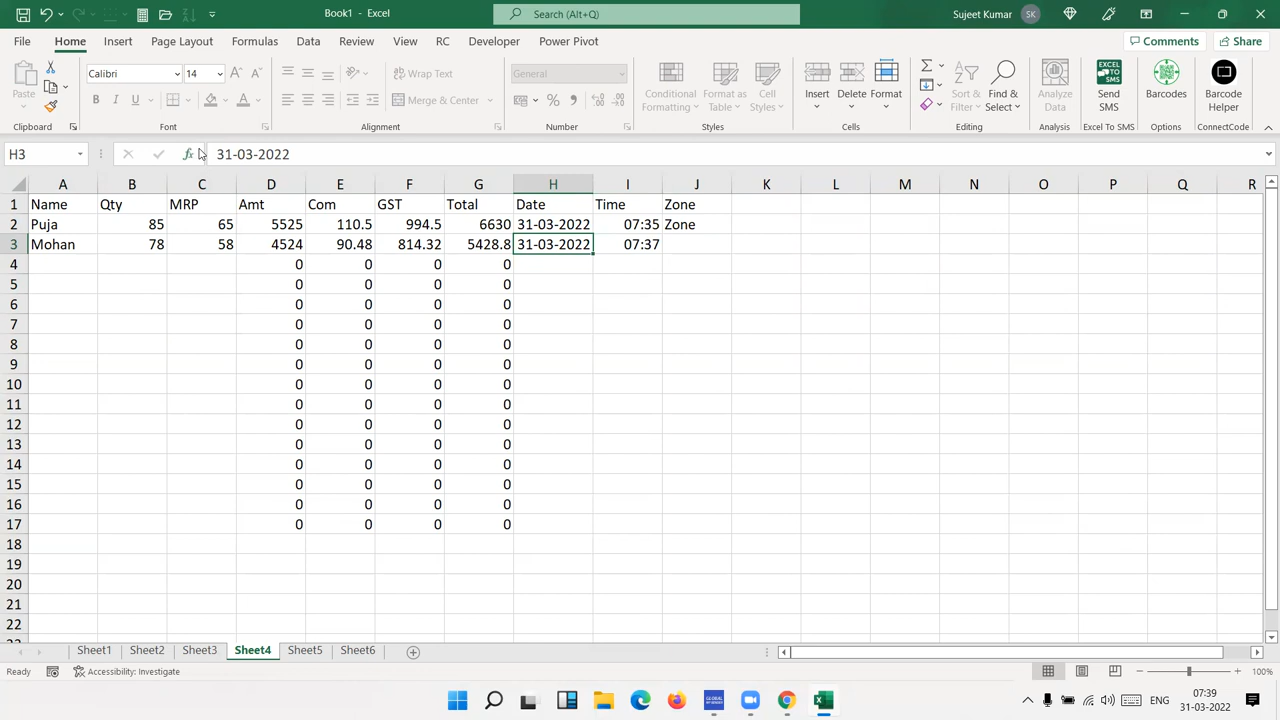 Book1 - Excel
Search (Alt+Q)
Sujeet Kumar
SK
File Home Insert Page Layout Formulas Data Review View RC Developer Power Pivot
Comments Share
Paste
Calibri 14
Wrap Text
General
B I U
Merge & Center
Conditional Formatting
Format as Table
Cell Styles
Insert Delete Format
Sort & Filter
Find & Select
Analyze Data
Send SMS
Barcodes
Barcode Helper
Clipboard Font Alignment Number Styles Cells Editing Analysis Excel To SMS Options ConnectCode
H3 fx 31-03-2022
A B C D E F G H I J K L M N O P Q R
1 Name Qty MRP Amt Com GST Total Date Time Zone
2 Puja 85 65 5525 110.5 994.5 6630 31-03-2022 07:35 Zone
3 Mohan 78 58 4524 90.48 814.32 5428.8 31-03-2022 07:37
4 0 0 0 0
5 0 0 0 0
6 0 0 0 0
7 0 0 0 0
8 0 0 0 0
9 0 0 0 0
10 0 0 0 0
11 0 0 0 0
12 0 0 0 0
13 0 0 0 0
14 0 0 0 0
15 0 0 0 0
16 0 0 0 0
17 0 0 0 0
18
19
20
21
22
Sheet1 Sheet2 Sheet3 Sheet4 Sheet5 Sheet6
Ready Accessibility: Investigate
100%
ENG
07:39
31-03-2022